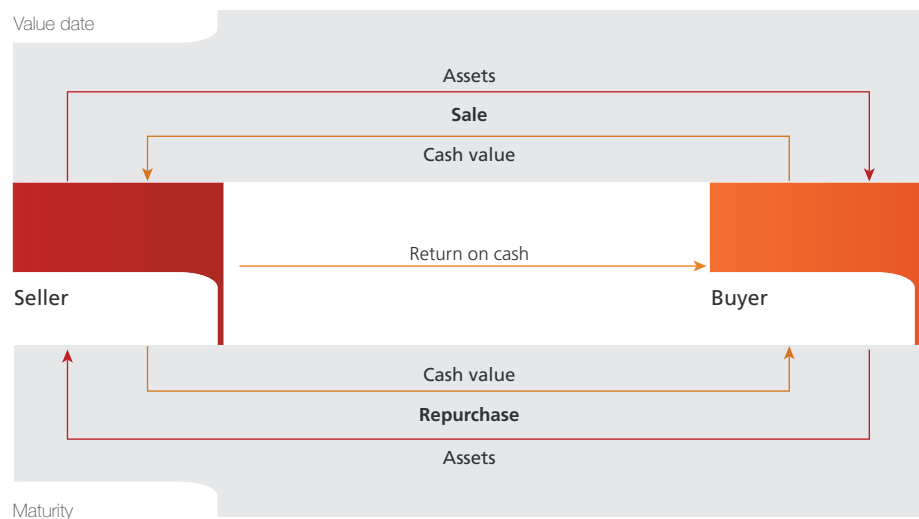 Value date
Assets
Sale
Cash value
Return on cash
Seller
Buyer
Cash value
Repurchase
Assets
Maturity